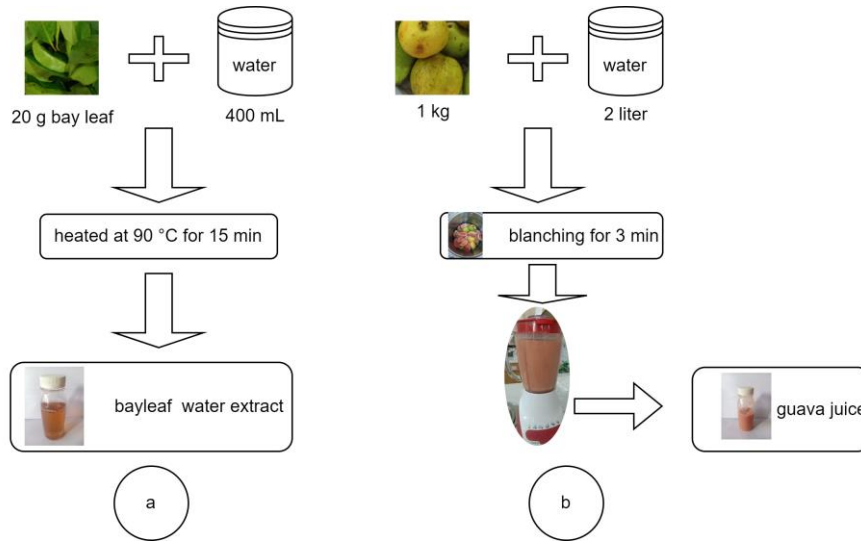 water
20 g bay leaf
400 mL
heated at 90 °C for 15 min
bayleaf water extract
a
water
1 kg
2 liter
blanching for 3 min
guava juice
b